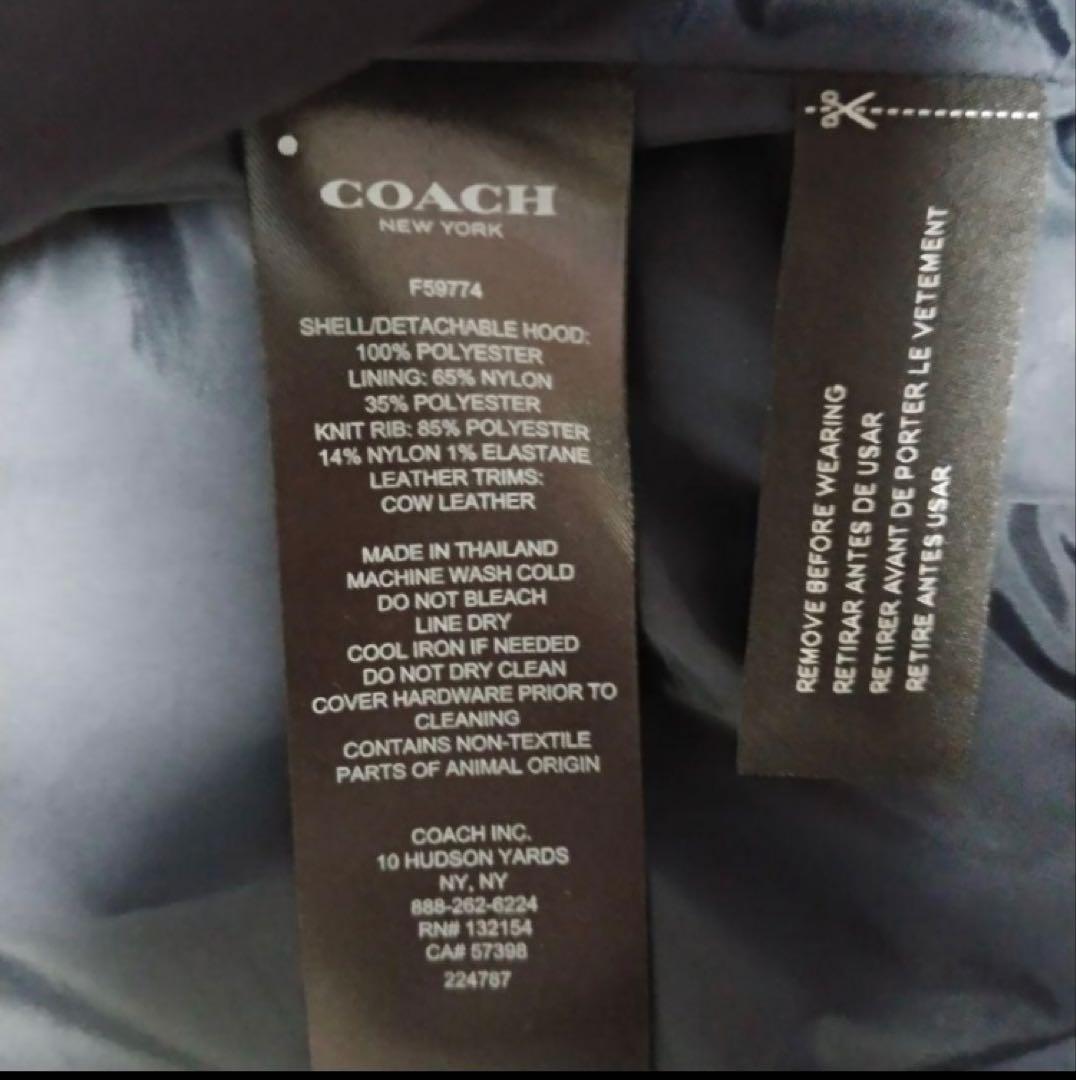 COACH
NEW YORK
F59774
SHELL/DETACHABLE HOOD:
100% POLYESTER
LINING: 65% NYLON
35% POLYESTER
KNIT RIB: 85% POLYESTER
14% NYLON 1% ELASTANE
LEATHER TRIMS:
COW LEATHER
MADE IN THAILAND
MACHINE WASH COLD
DO NOT BLEACH
LINE DRY
COOL IRON IF NEEDED
DO NOT DRY CLEAN
COVER HARDWARE PRIOR TO
CLEANING
CONTAINS NON-TEXTILE
PARTS OF ANIMAL ORIGIN
COACH INC.
10 HUDSON YARDS
NY, NY
888-262-6224
RN# 132154
CA# 57398
224787
REMOVE BEFORE WEARING
RETIRAR ANTES DE USAR
RETIRER AVANT DE PORTER LE VETEMENT
RETIRE ANTES USAR